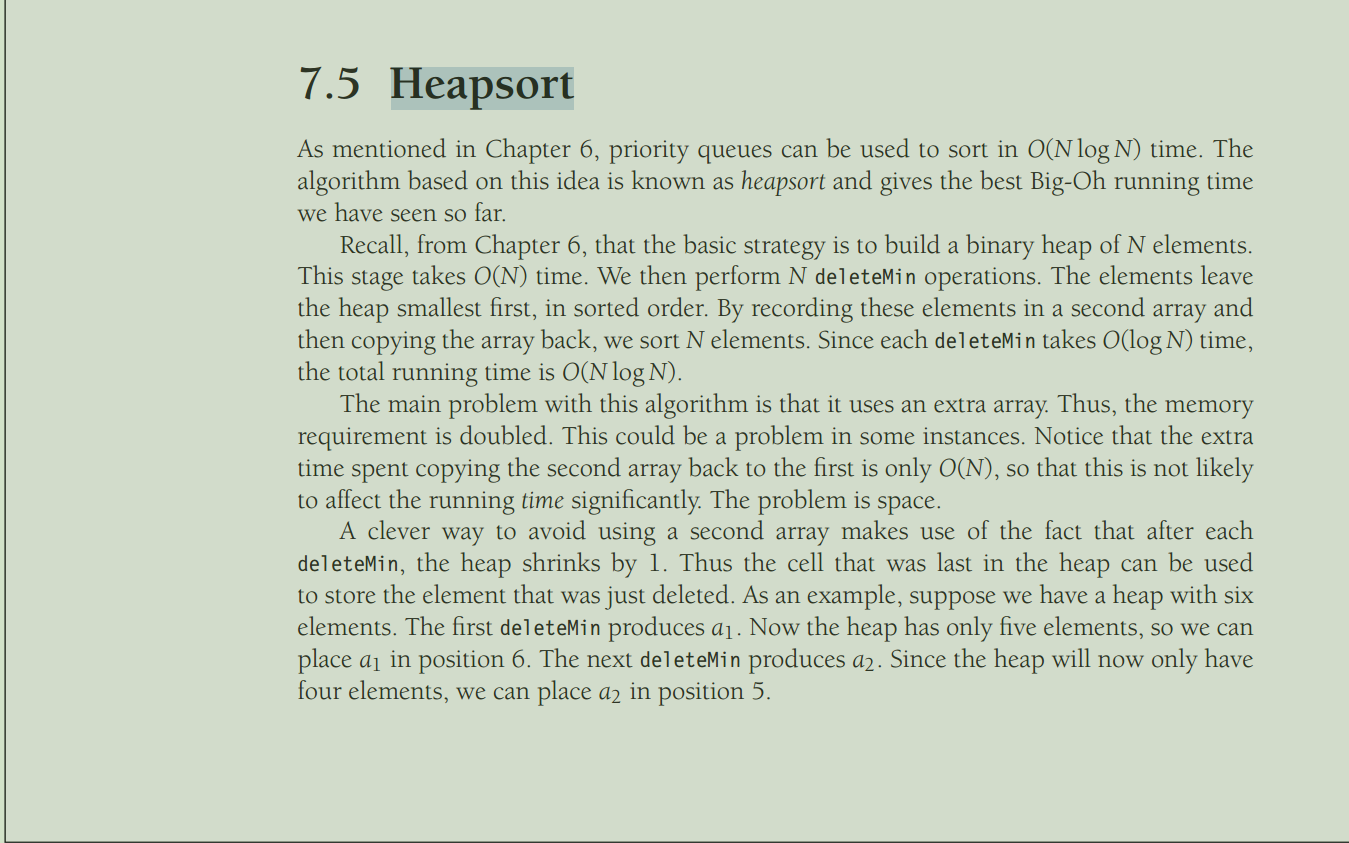 7.5 Heapsort
As mentioned in Chapter 6, priority queues can be used to sort in O(N log N) time. The
algorithm based on this idea is known as heapsort and gives the best Big-Oh running time
we have seen so far.
Recall, from Chapter 6, that the basic strategy is to build a binary heap of N elements.
This stage takes O(N) time. We then perform N deleteMin operations. The elements leave
the heap smallest first, in sorted order. By recording these elements in a second array and
then copying the array back, we sort N elements. Since each deleteMin takes O(log N) time,
the total running time is O(N log N).
The main problem with this algorithm is that it uses an extra array. Thus, the memory
requirement is doubled. This could be a problem in some instances. Notice that the extra
time spent copying the second array back to the first is only O(N), so that this is not likely
to affect the running time significantly. The problem is space.
A clever way to avoid using a second array makes use of the fact that after each
deleteMin, the heap shrinks by 1. Thus the cell that was last in the heap can be used
to store the element that was just deleted. As an example, suppose we have a heap with six
elements. The first deleteMin produces a₁. Now the heap has only five elements, so we can
place a₁ in position 6. The next deleteMin produces a₂. Since the heap will now only have
four elements, we can place a₂ in position 5.